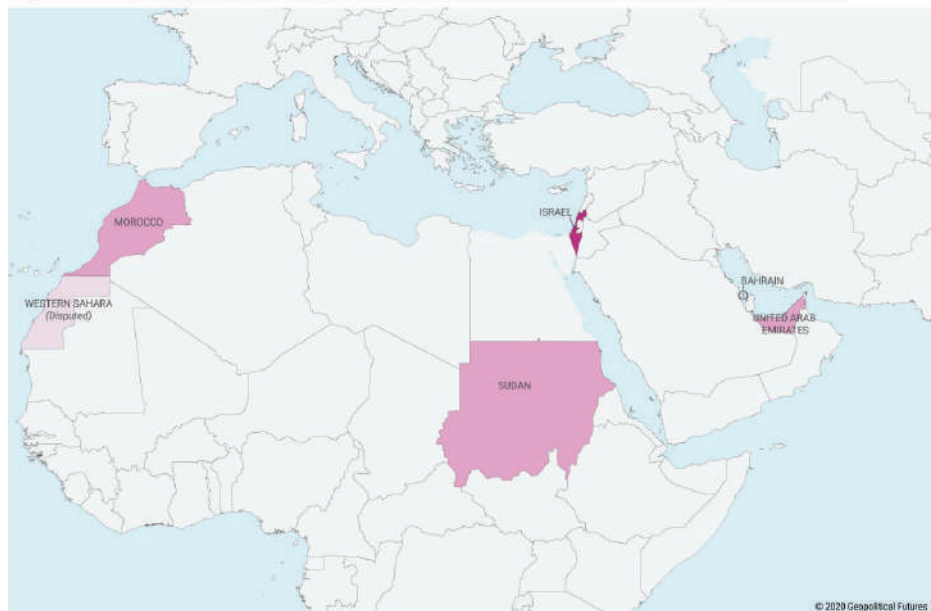 MOROCCO
WESTERN SAHARA
(Disputed)
ISRAEL
BAHRAIN
UNITED ARAB
EMIRATES
SUDAN
© 2020 Geopolitical Futures